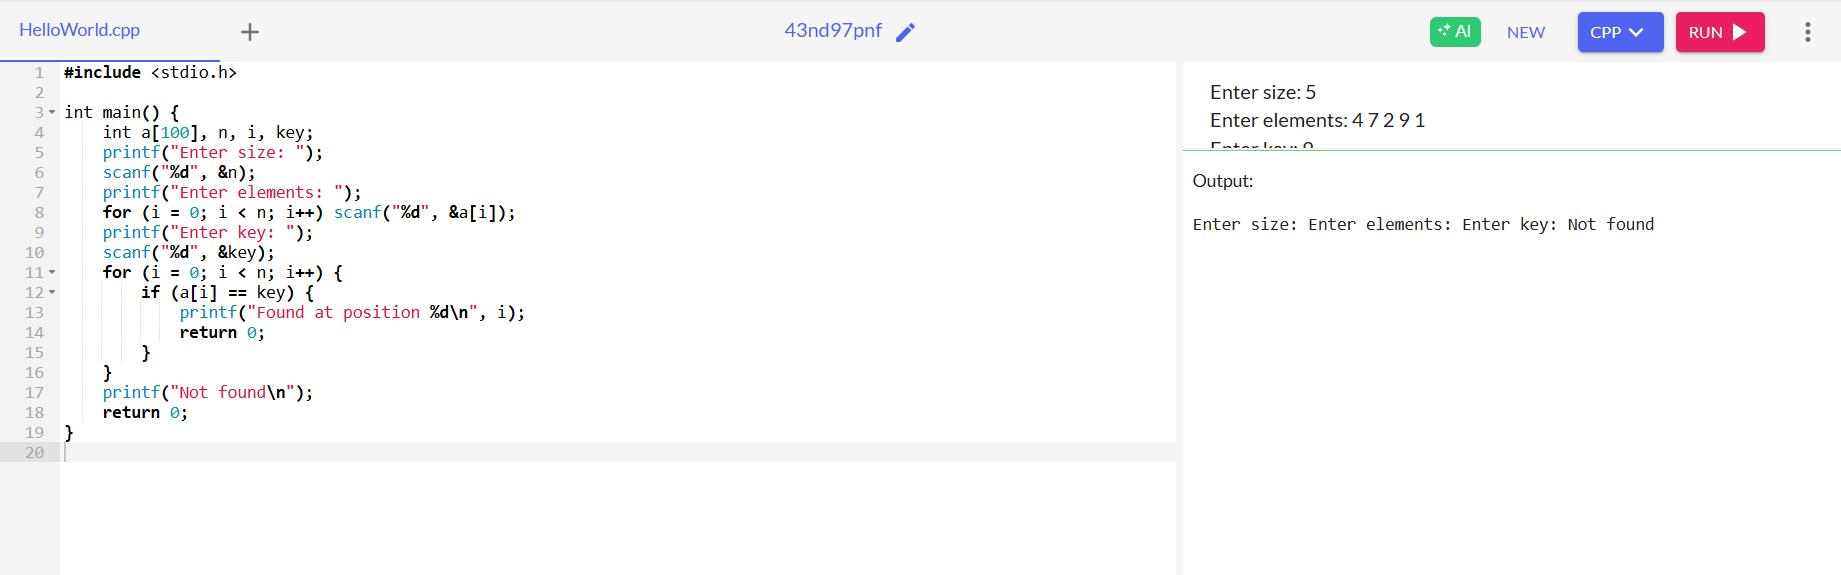 HelloWorld.cpp
43nd97pnf
AI
NEW
CPP
RUN
1 #include <stdio.h>
2
3 int main() {
4     int a[100], n, i, key;
5     printf("Enter size: ");
6     scanf("%d", &n);
7     printf("Enter elements: ");
8     for (i = 0; i < n; i++) scanf("%d", &a[i]);
9     printf("Enter key: ");
10     scanf("%d", &key);
11     for (i = 0; i < n; i++) {
12         if (a[i] == key) {
13             printf("Found at position %d\n", i);
14             return 0;
15         }
16     }
17     printf("Not found\n");
18     return 0;
19 }
20
Enter size: 5
Enter elements: 4 7 2 9 1
Enter key: 9
Output:
Enter size: Enter elements: Enter key: Not found